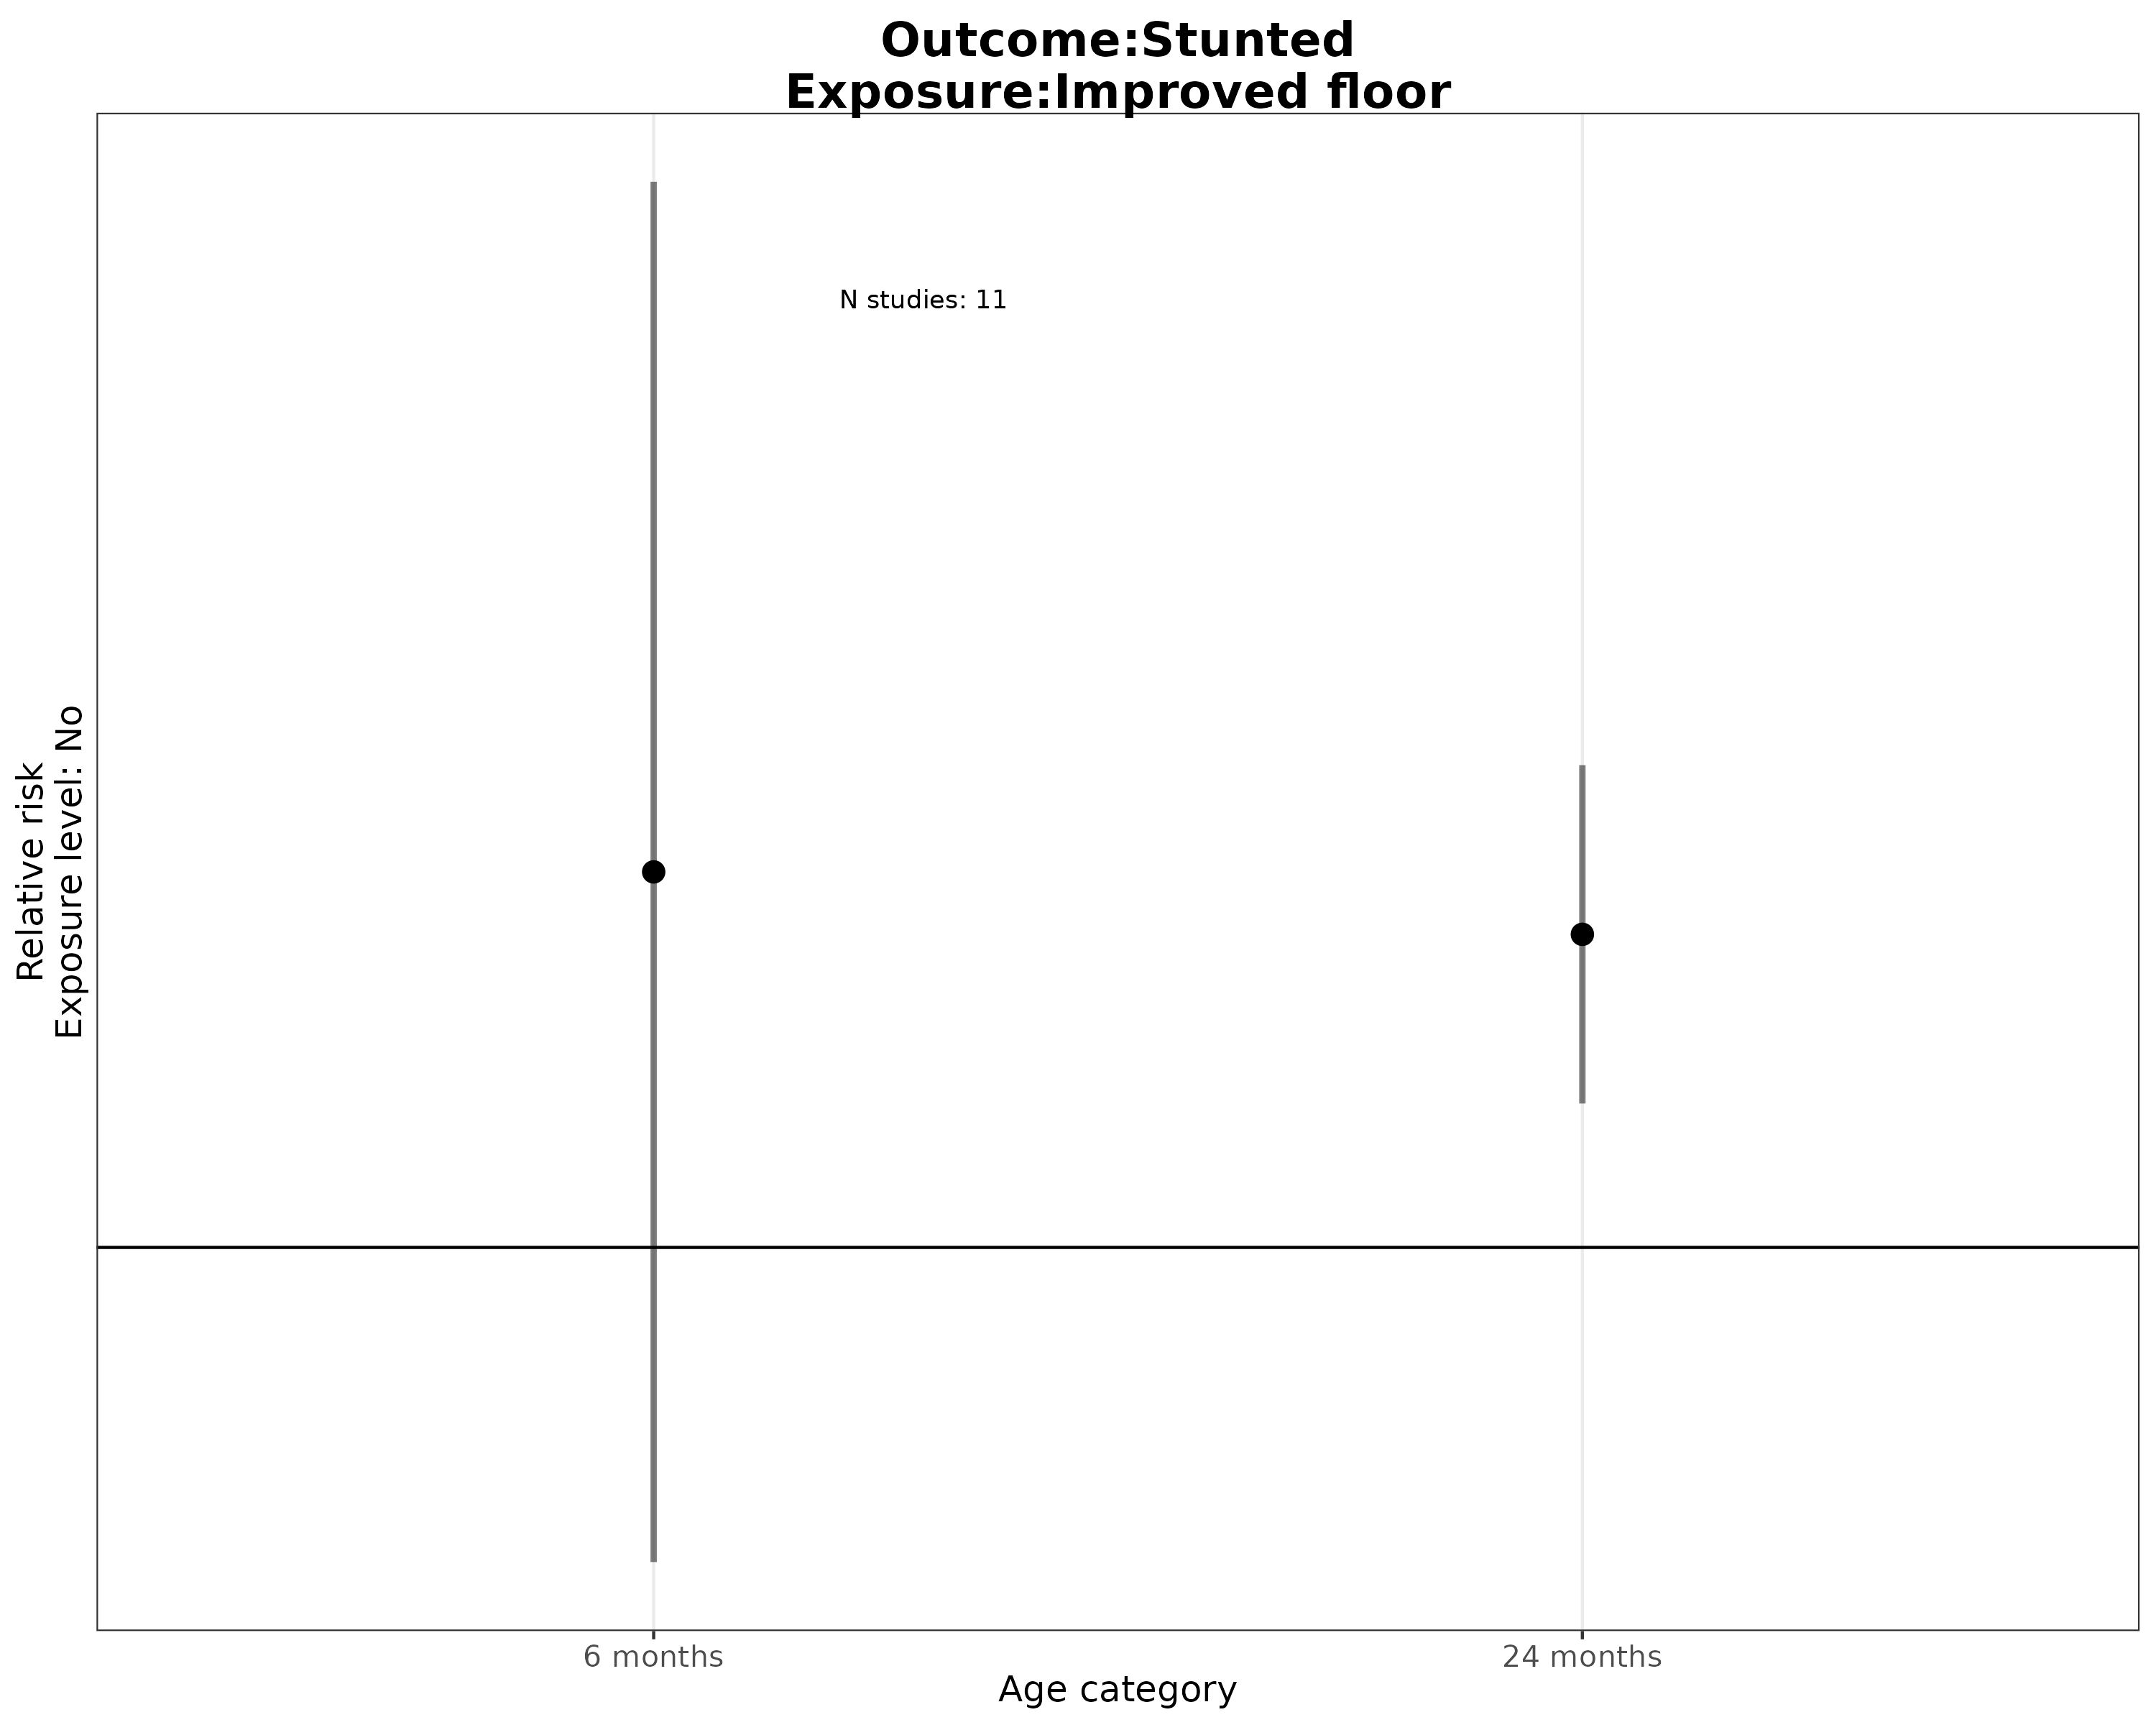 Outcome:Stunted
Exposure:Improved floor
N studies: 11
Relative risk
Exposure level: No
6 months
24 months
Age category